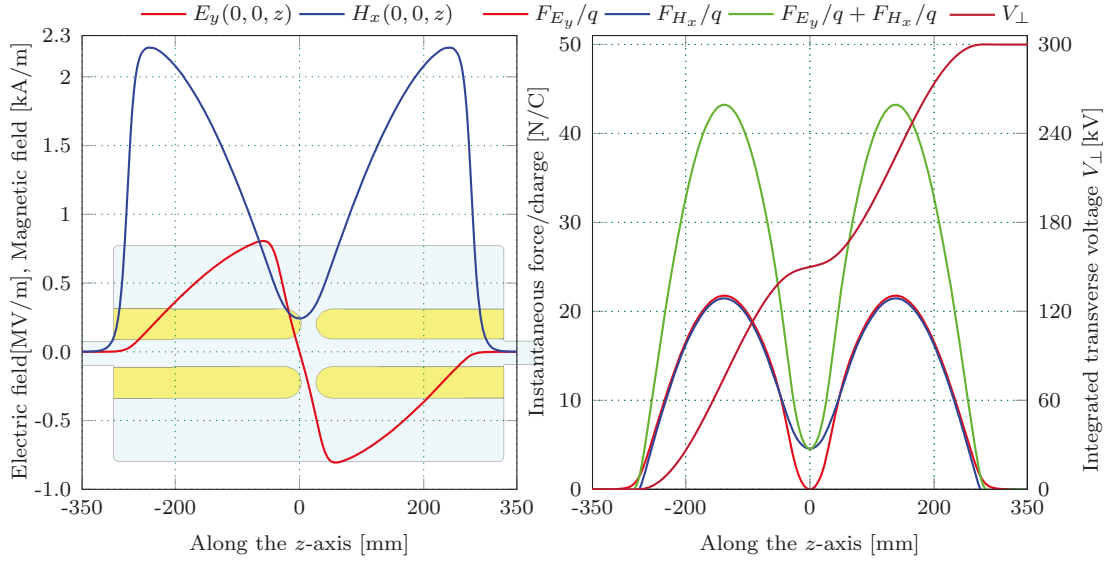 E_y(0, 0, z) H_x(0, 0, z) F_{E_y}/q F_{H_x}/q F_{E_y}/q + F_{H_x}/q V_⊥
Electric field[MV/m], Magnetic field [kA/m]
2.3
2
1.5
1
0.5
0.0
-0.5
-1.0
-350 -200 0 200 350
Along the z-axis [mm]
Instantaneous force/charge [N/C]
50
40
30
20
10
0
-350 -200 0 200 350
Along the z-axis [mm]
300
240
180
120
60
0
Integrated transverse voltage V_⊥[kV]